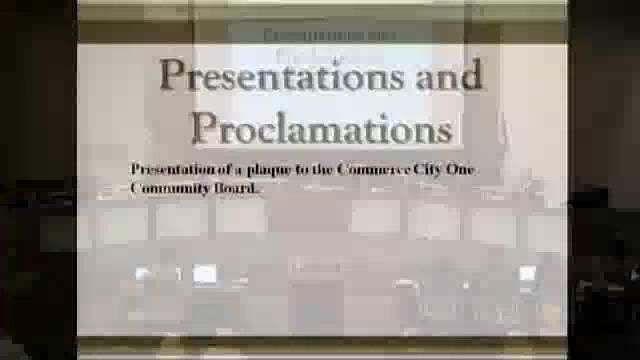 Presentations and
Proclamations
Presentation of a plaque to the Commerce City One
Community Board.